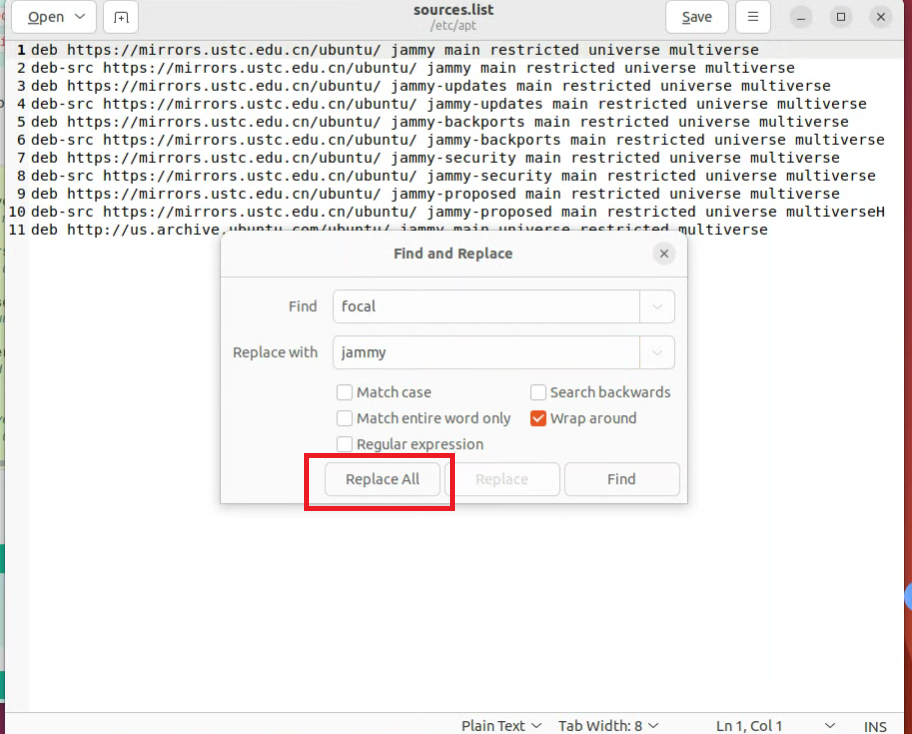 Open
sources.list
/etc/apt
Save
1 deb https://mirrors.ustc.edu.cn/ubuntu/ jammy main restricted universe multiverse
2 deb-src https://mirrors.ustc.edu.cn/ubuntu/ jammy main restricted universe multiverse
3 deb https://mirrors.ustc.edu.cn/ubuntu/ jammy-updates main restricted universe multiverse
4 deb-src https://mirrors.ustc.edu.cn/ubuntu/ jammy-updates main restricted universe multiverse
5 deb https://mirrors.ustc.edu.cn/ubuntu/ jammy-backports main restricted universe multiverse
6 deb-src https://mirrors.ustc.edu.cn/ubuntu/ jammy-backports main restricted universe multiverse
7 deb https://mirrors.ustc.edu.cn/ubuntu/ jammy-security main restricted universe multiverse
8 deb-src https://mirrors.ustc.edu.cn/ubuntu/ jammy-security main restricted universe multiverse
9 deb https://mirrors.ustc.edu.cn/ubuntu/ jammy-proposed main restricted universe multiverse
10 deb-src https://mirrors.ustc.edu.cn/ubuntu/ jammy-proposed main restricted universe multiverseH
11 deb http://us.archive.ubuntu.com/ubuntu/ jammy main universe restricted multiverse
Find and Replace
Find focal
Replace with jammy
Match case Search backwards
Match entire word only Wrap around
Regular expression
Replace All Replace Find
Plain Text Tab Width: 8 Ln 1, Col 1 INS